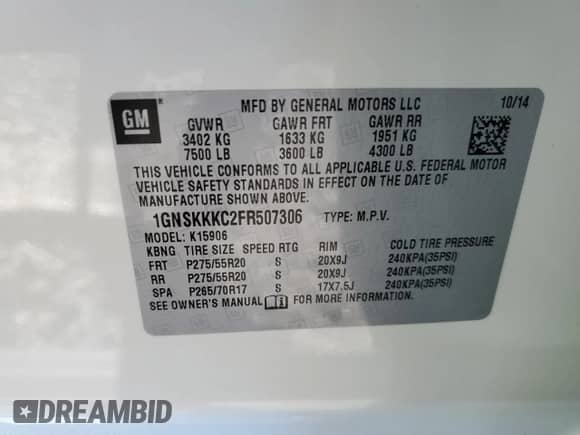 GM ® MFD BY GENERAL MOTORS LLC 10/14
GVWR GAWR FRT GAWR RR
3402 KG 1633 KG 1951 KG
7500 LB 3600 LB 4300 LB
THIS VEHICLE CONFORMS TO ALL APPLICABLE U.S. FEDERAL MOTOR
VEHICLE SAFETY STANDARDS IN EFFECT ON THE DATE OF
MANUFACTURE SHOWN ABOVE.
1GNSKKKC2FR507306 TYPE: M.P.V.
MODEL: K15906
KBNG TIRE SIZE SPEED RTG RIM COLD TIRE PRESSURE
FRT P275/55R20 S 20X9J 240KPA(35PSI)
RR P275/55R20 S 20X9J 240KPA(35PSI)
SPA P265/70R17 S 17X7.5J 240KPA(35PSI)
SEE OWNER'S MANUAL FOR MORE INFORMATION.
DREAMBID